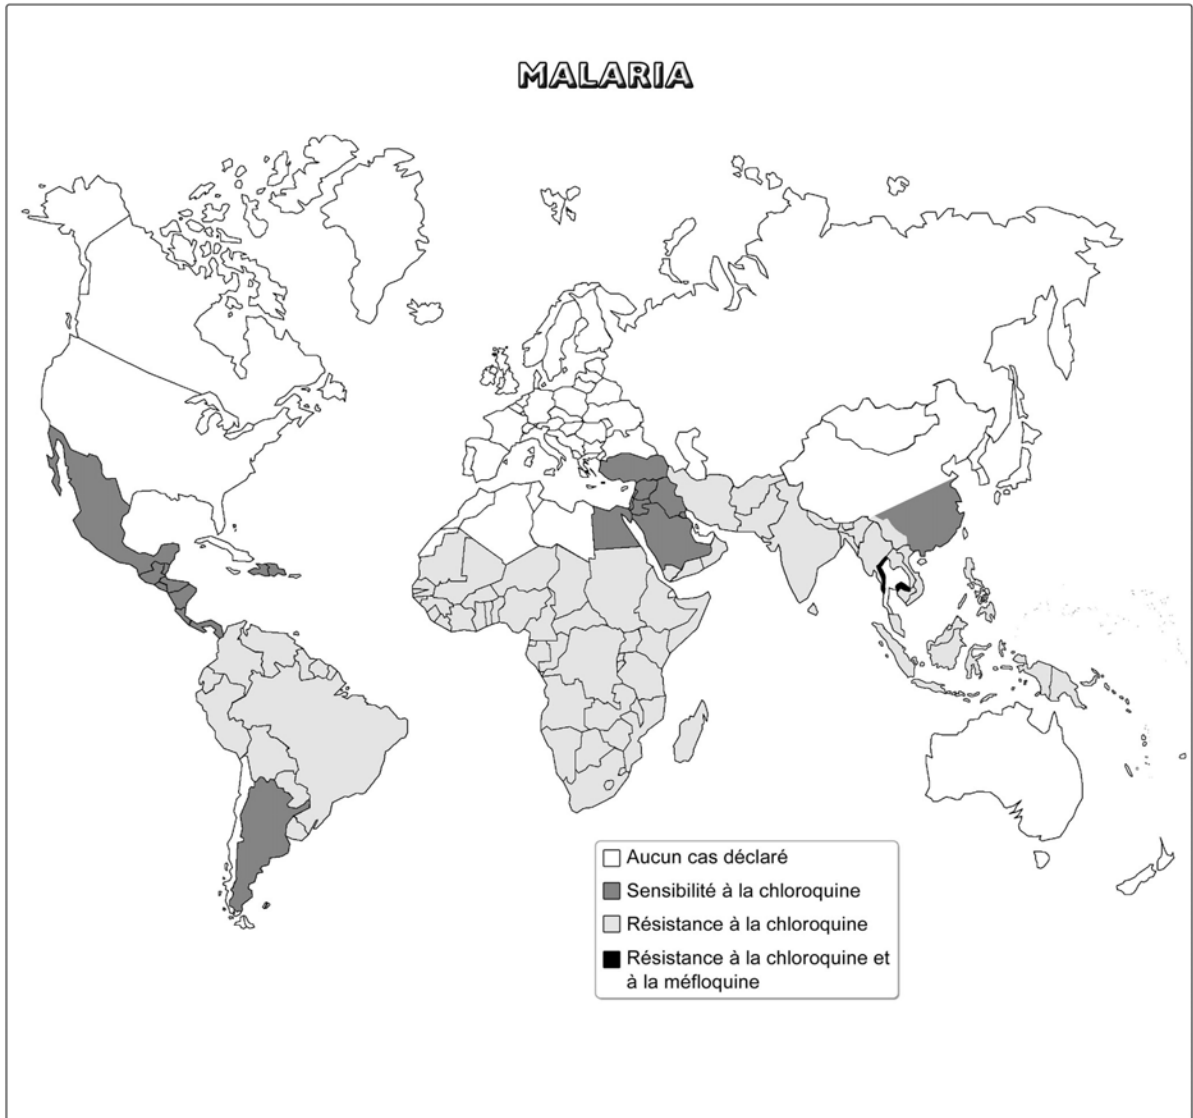 MALARIA
Aucun cas déclaré
Sensibilité à la chloroquine
Résistance à la chloroquine
Résistance à la chloroquine et
à la méfloquine